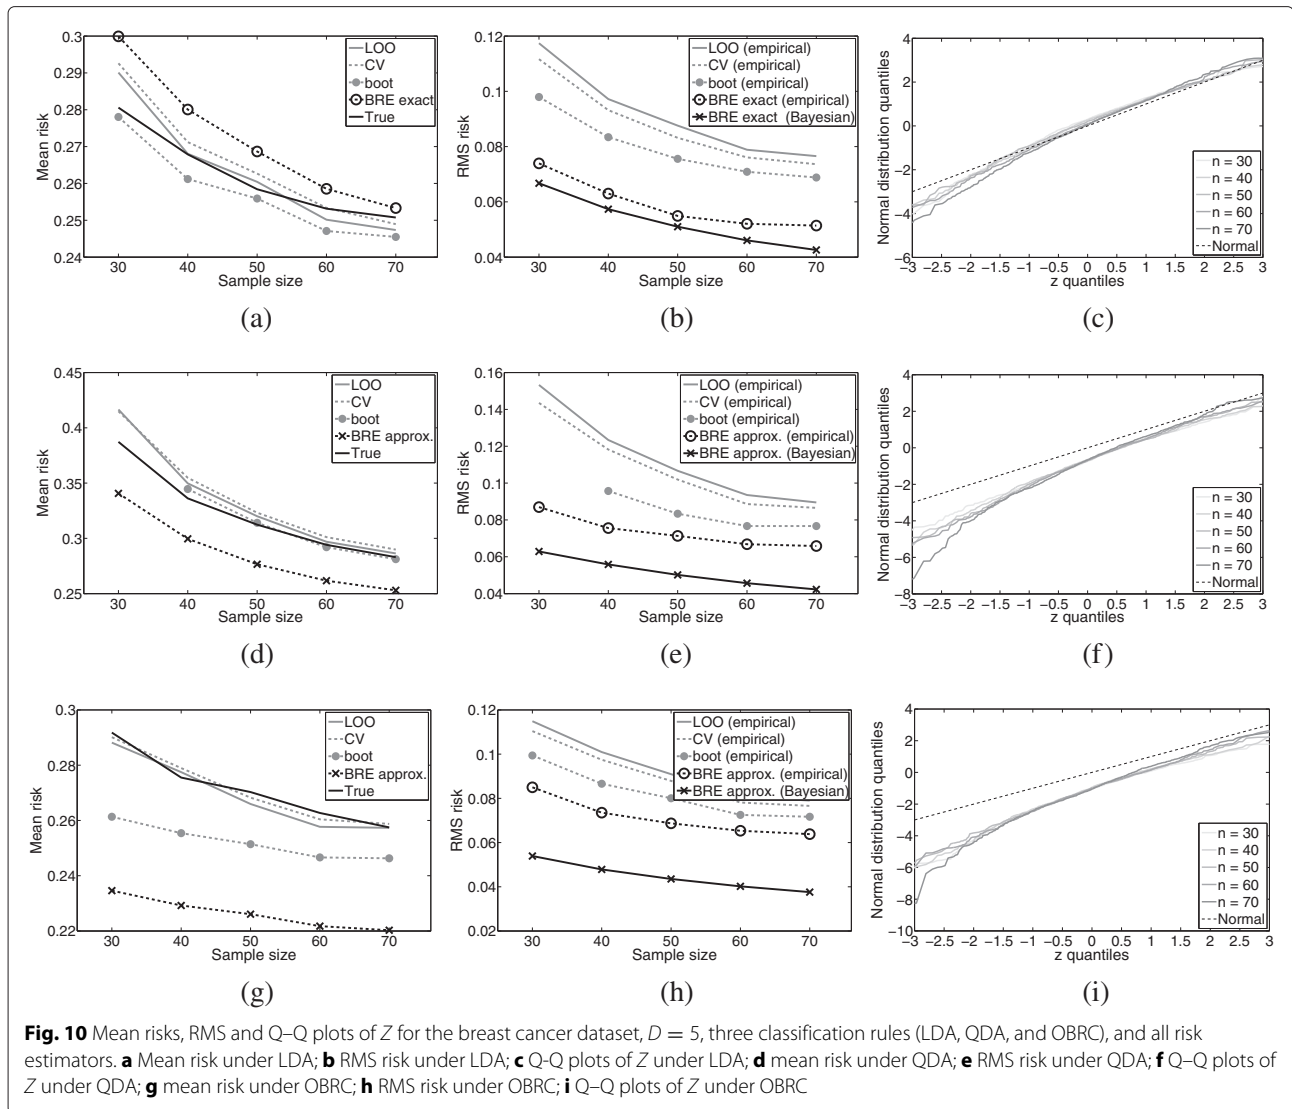 0.3
0.29
0.28
0.27
0.26
0.25
0.24
Mean risk
30 40 50 60 70
Sample size
LOO
CV
boot
BRE exact
True
(a)
0.12
0.1
0.08
0.06
0.04
RMS risk
30 40 50 60 70
Sample size
LOO (empirical)
CV (empirical)
boot (empirical)
BRE exact (empirical)
BRE exact (Bayesian)
(b)
4
2
0
−2
−4
−6
Normal distribution quantiles
-3 -2.5 -2 -1.5 -1 -0.5 0 0.5 1 1.5 2 2.5 3
z quantiles
n = 30
n = 40
n = 50
n = 60
n = 70
Normal
(c)
0.45
0.4
0.35
0.3
0.25
Mean risk
30 40 50 60 70
Sample size
LOO
CV
boot
BRE approx.
True
(d)
0.16
0.14
0.12
0.1
0.08
0.06
0.04
RMS risk
30 40 50 60 70
Sample size
LOO (empirical)
CV (empirical)
boot (empirical)
BRE approx. (empirical)
BRE approx. (Bayesian)
(e)
4
2
0
−2
−4
−6
−8
Normal distribution quantiles
-3 -2.5 -2 -1.5 -1 -0.5 0 0.5 1 1.5 2 2.5 3
z quantiles
n = 30
n = 40
n = 50
n = 60
n = 70
Normal
(f)
0.3
0.28
0.26
0.24
0.22
Mean risk
30 40 50 60 70
Sample size
LOO
CV
boot
BRE approx.
True
(g)
0.12
0.1
0.08
0.06
0.04
0.02
RMS risk
30 40 50 60 70
Sample size
LOO (empirical)
CV (empirical)
boot (empirical)
BRE approx. (empirical)
BRE approx. (Bayesian)
(h)
4
2
0
−2
−4
−6
−8
−10
Normal distribution quantiles
-3 -2.5 -2 -1.5 -1 -0.5 0 0.5 1 1.5 2 2.5 3
z quantiles
n = 30
n = 40
n = 50
n = 60
n = 70
Normal
(i)
Fig. 10 Mean risks, RMS and Q–Q plots of Z for the breast cancer dataset, D = 5, three classification rules (LDA, QDA, and OBRC), and all risk
estimators. a Mean risk under LDA; b RMS risk under LDA; c Q-Q plots of Z under LDA; d mean risk under QDA; e RMS risk under QDA; f Q–Q plots of
Z under QDA; g mean risk under OBRC; h RMS risk under OBRC; i Q–Q plots of Z under OBRC